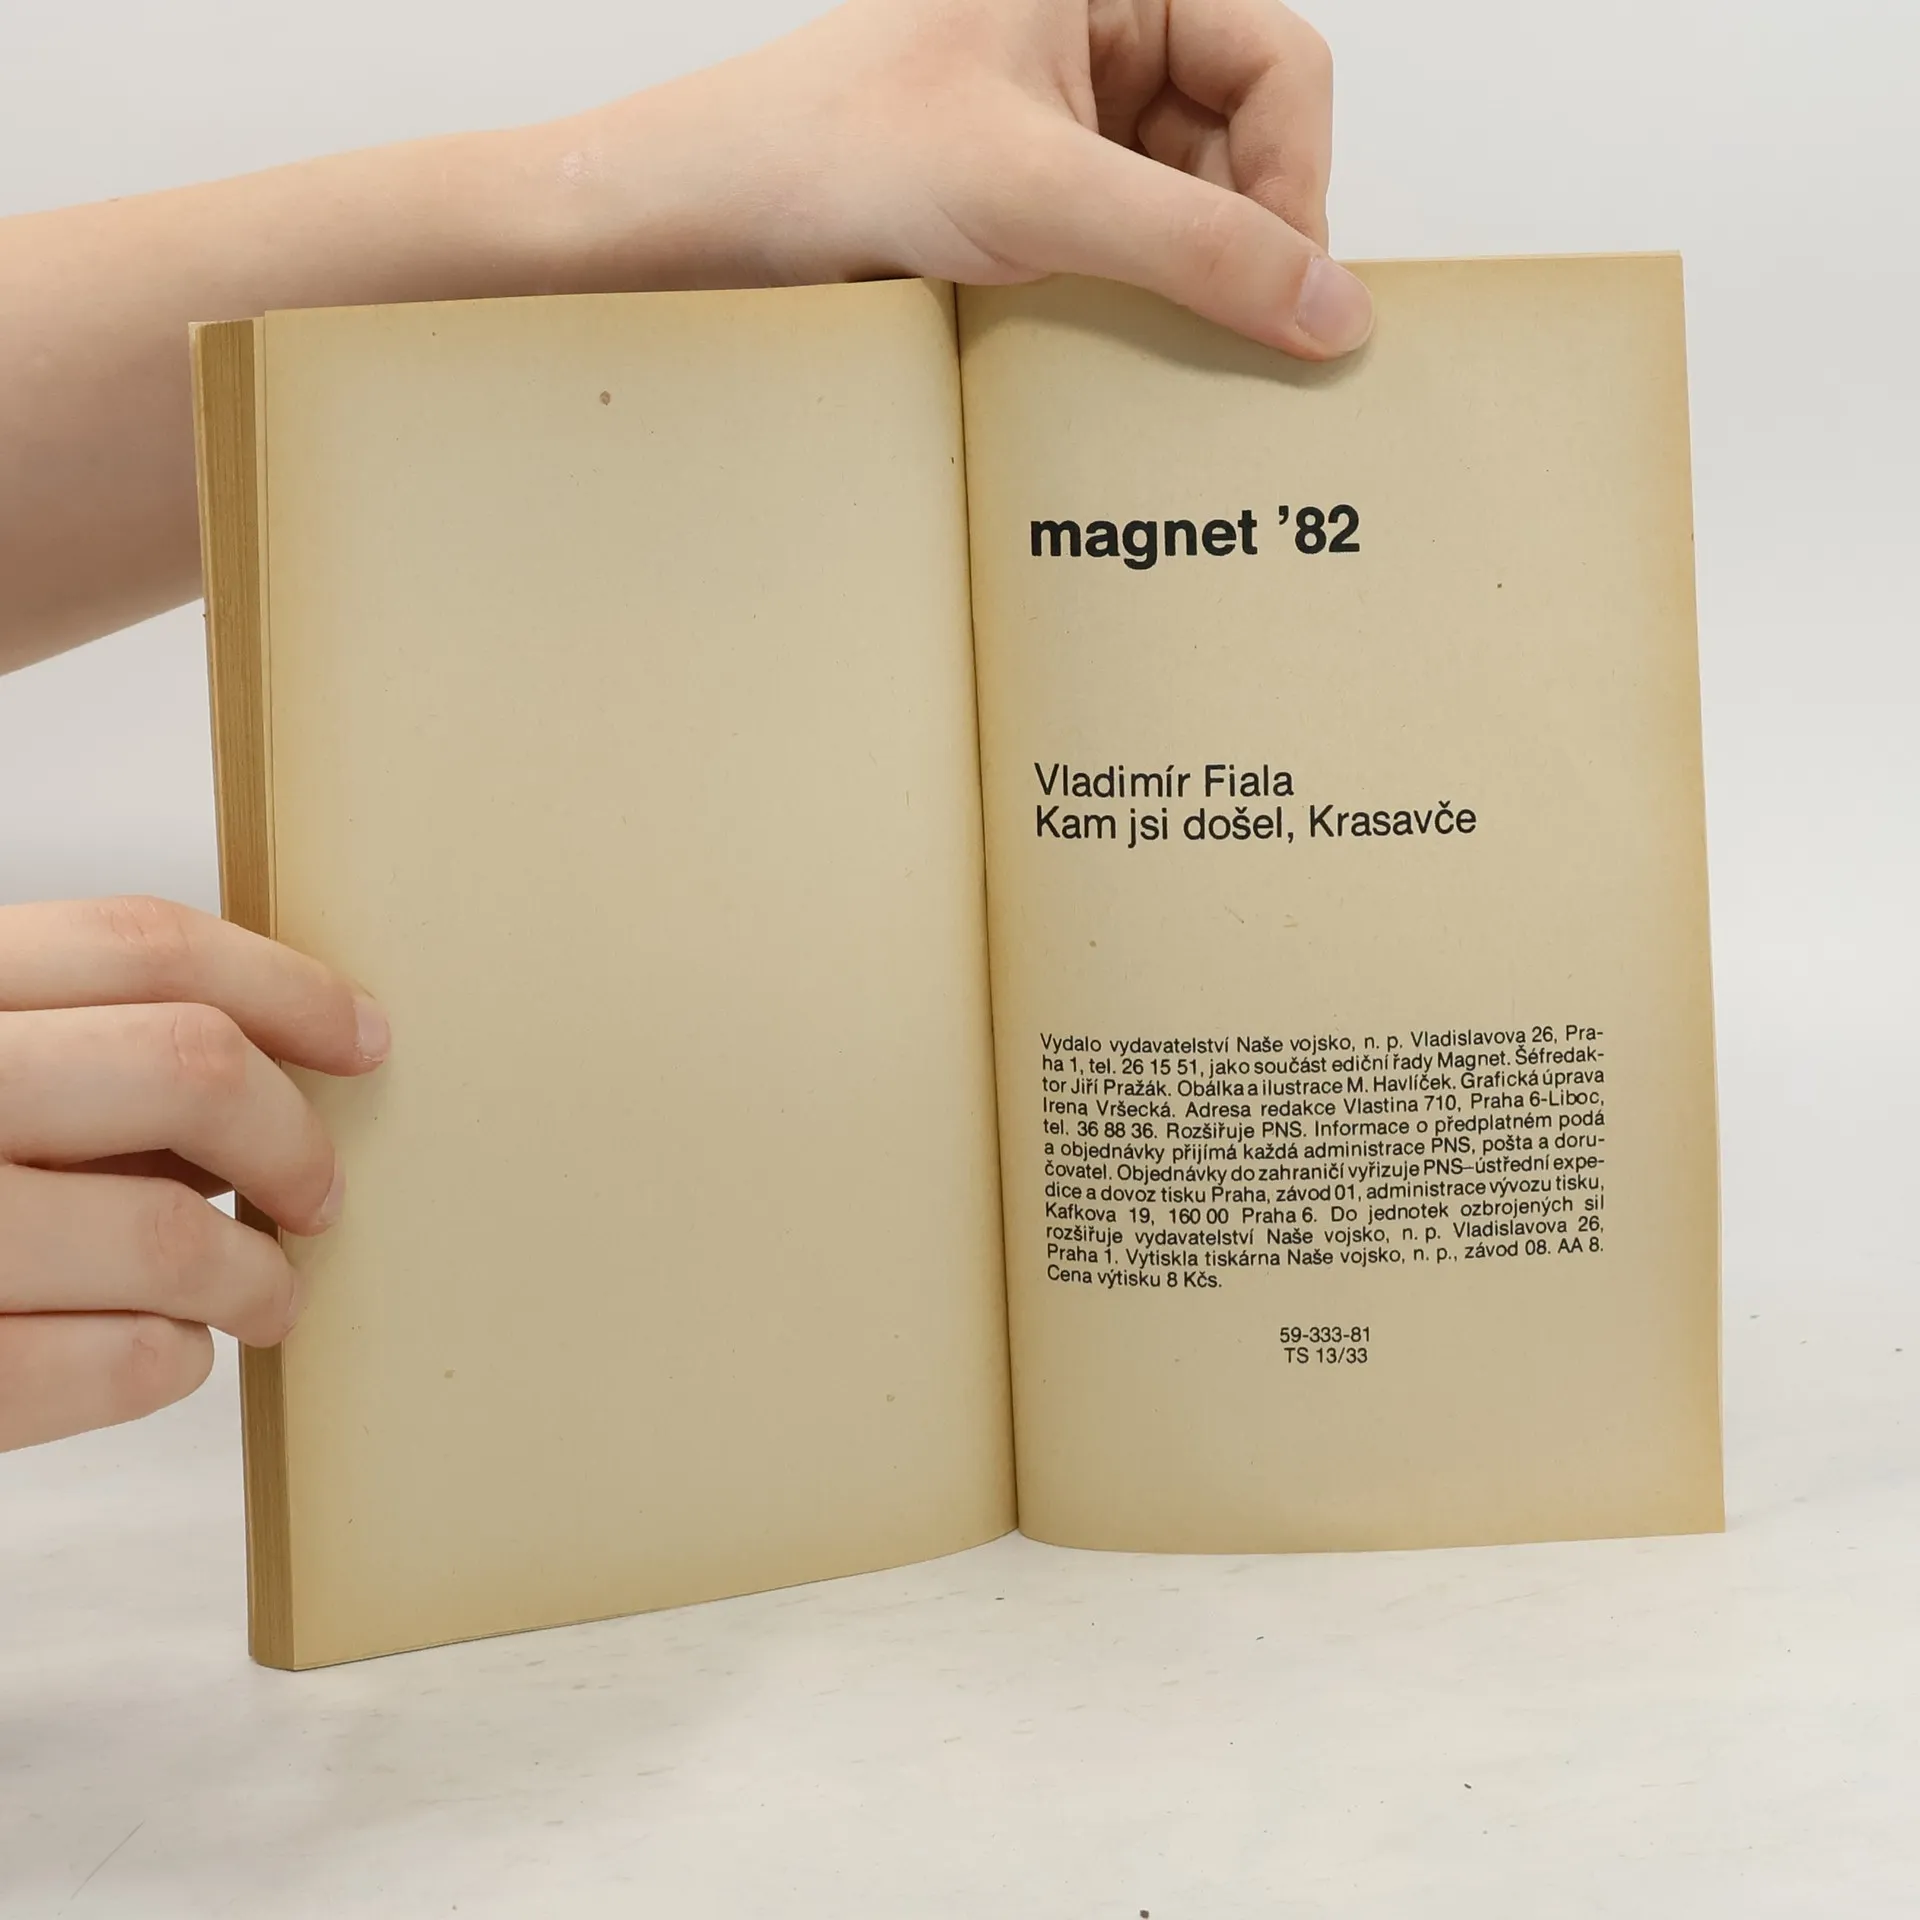 magnet ’82
Vladimír Fiala
Kam jsi došel, Krasavče
Vydalo vydavatelství Naše vojsko, n. p. Vladislavova 26, Pra-
ha 1, tel. 26 15 51, jako součást ediční řady Magnet. Šéfredak-
tor Jiří Pražák. Obálka a ilustrace M. Havlíček. Grafická úprava
Irena Vršecká. Adresa redakce Vlastina 710, Praha 6-Liboc,
tel. 36 88 36. Rozšiřuje PNS. Informace o předplatném podá
a objednávky přijímá každá administrace PNS, pošta a doru-
čovatel. Objednávky do zahraničí vyřizuje PNS–ústřední expe-
dice a dovoz tisku Praha, závod 01, administrace vývozu tisku,
Kafkova 19, 160 00 Praha 6. Do jednotek ozbrojených sil
rozšiřuje vydavatelství Naše vojsko, n. p. Vladislavova 26,
Praha 1. Vytiskla tiskárna Naše vojsko, n. p., závod 08. AA 8.
Cena výtisku 8 Kčs.
59-333-81
TS 13/33